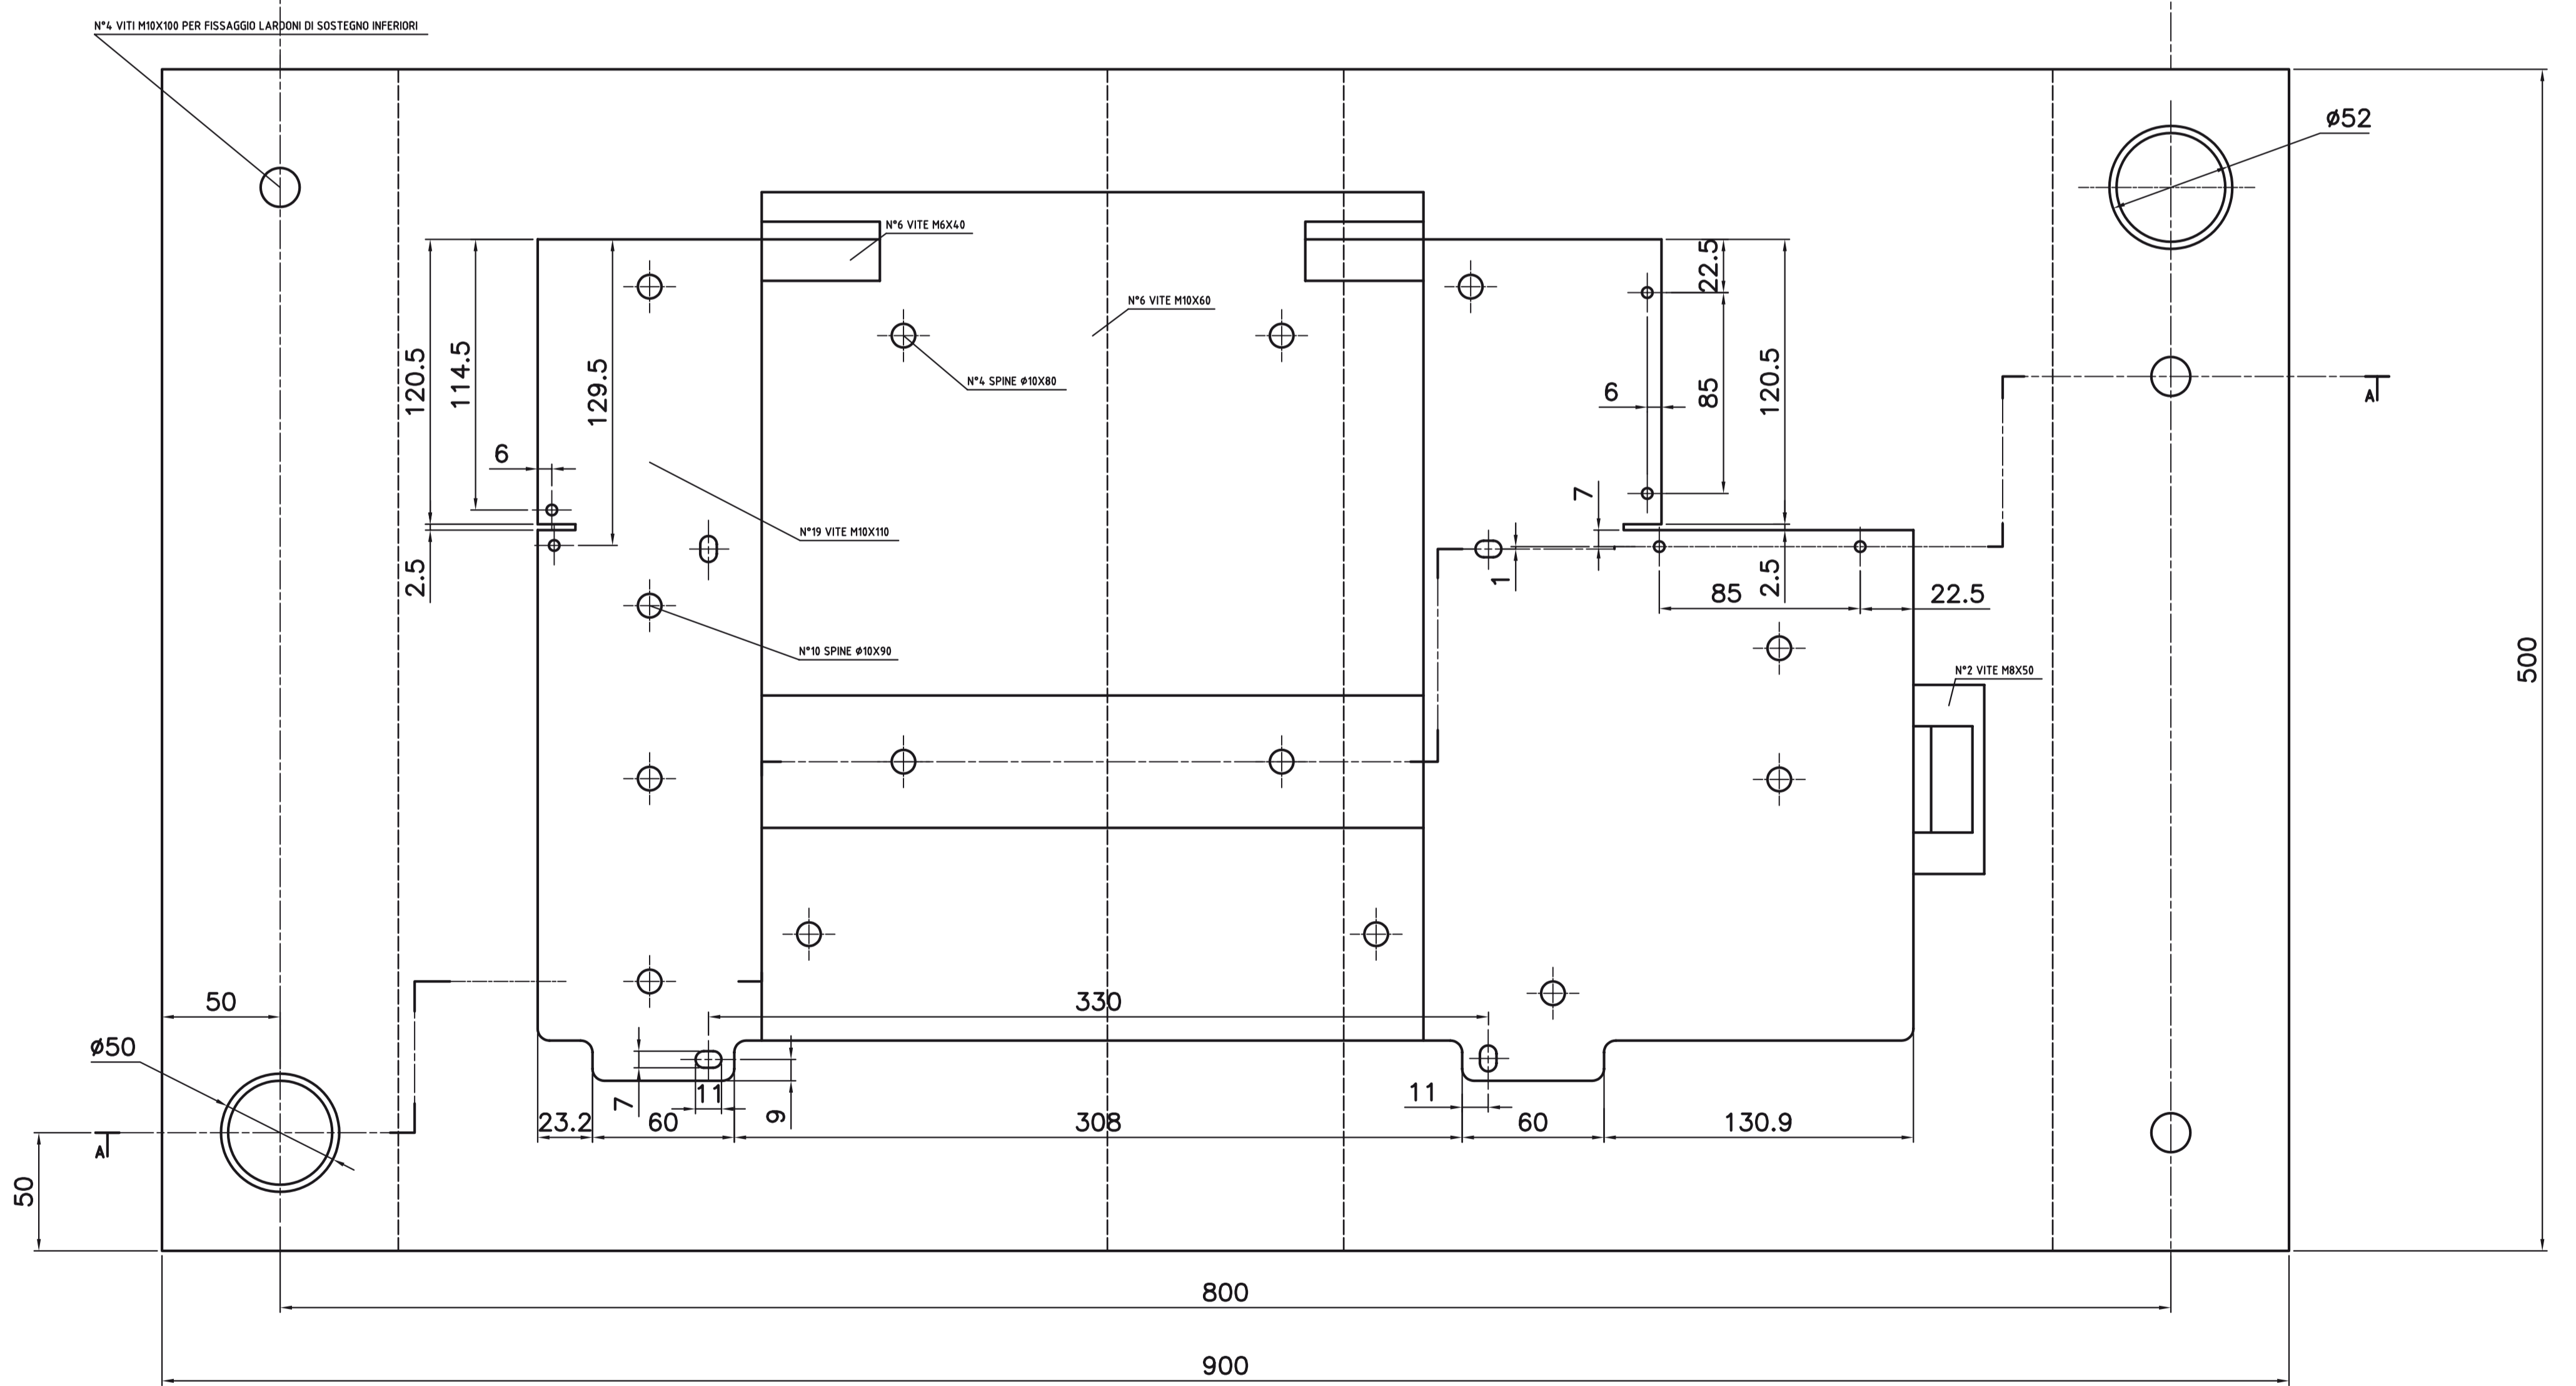 N°4 VITI M10X100 PER FISSAGGIO LARDONI DI SOSTEGNO INFERIORI
ø52
N°6 VITE M6X40
22.5
N°6 VITE M10X60
120.5
114.5
129.5
N°4 SPINE ø10X80
6
85
120.5
A
6
7
N°19 VITE M10X110
2.5
1
2.5
85
22.5
N°10 SPINE ø10X90
N°2 VITE M8X50
500
50
330
ø50
7
11
9
11
23.2
60
308
60
130.9
A
50
800
900